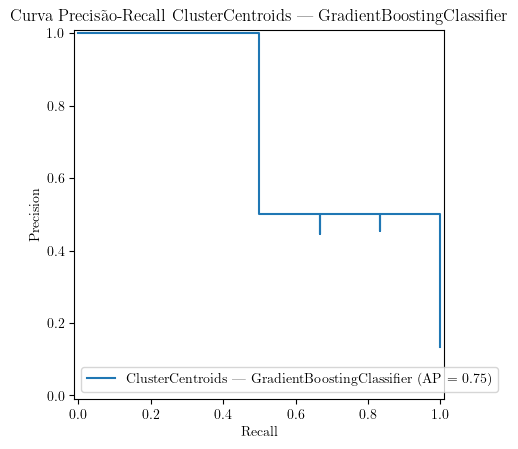 Curva Precisão-Recall ClusterCentroids — GradientBoostingClassifier
1.0
0.8
0.6
0.4
0.2
0.0
Precision
ClusterCentroids — GradientBoostingClassifier (AP = 0.75)
0.0 0.2 0.4 0.6 0.8 1.0
Recall